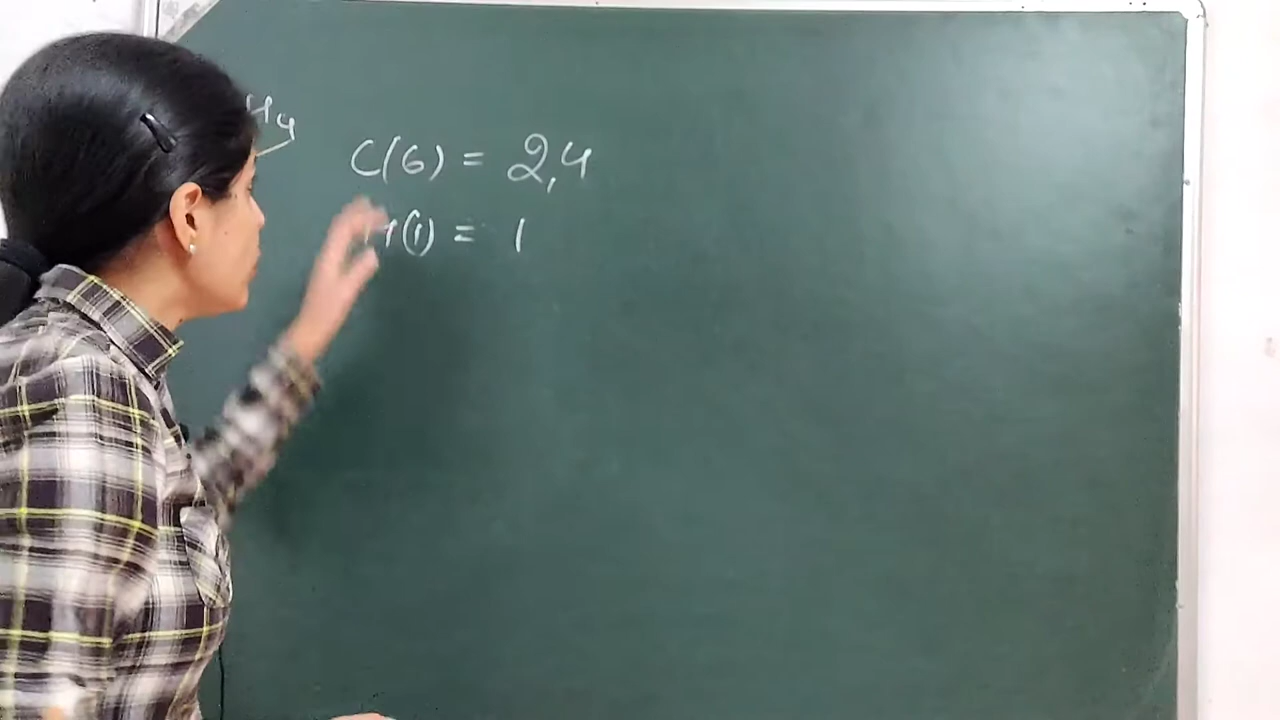 H4
C(6) = 2,4
H(1) = 1